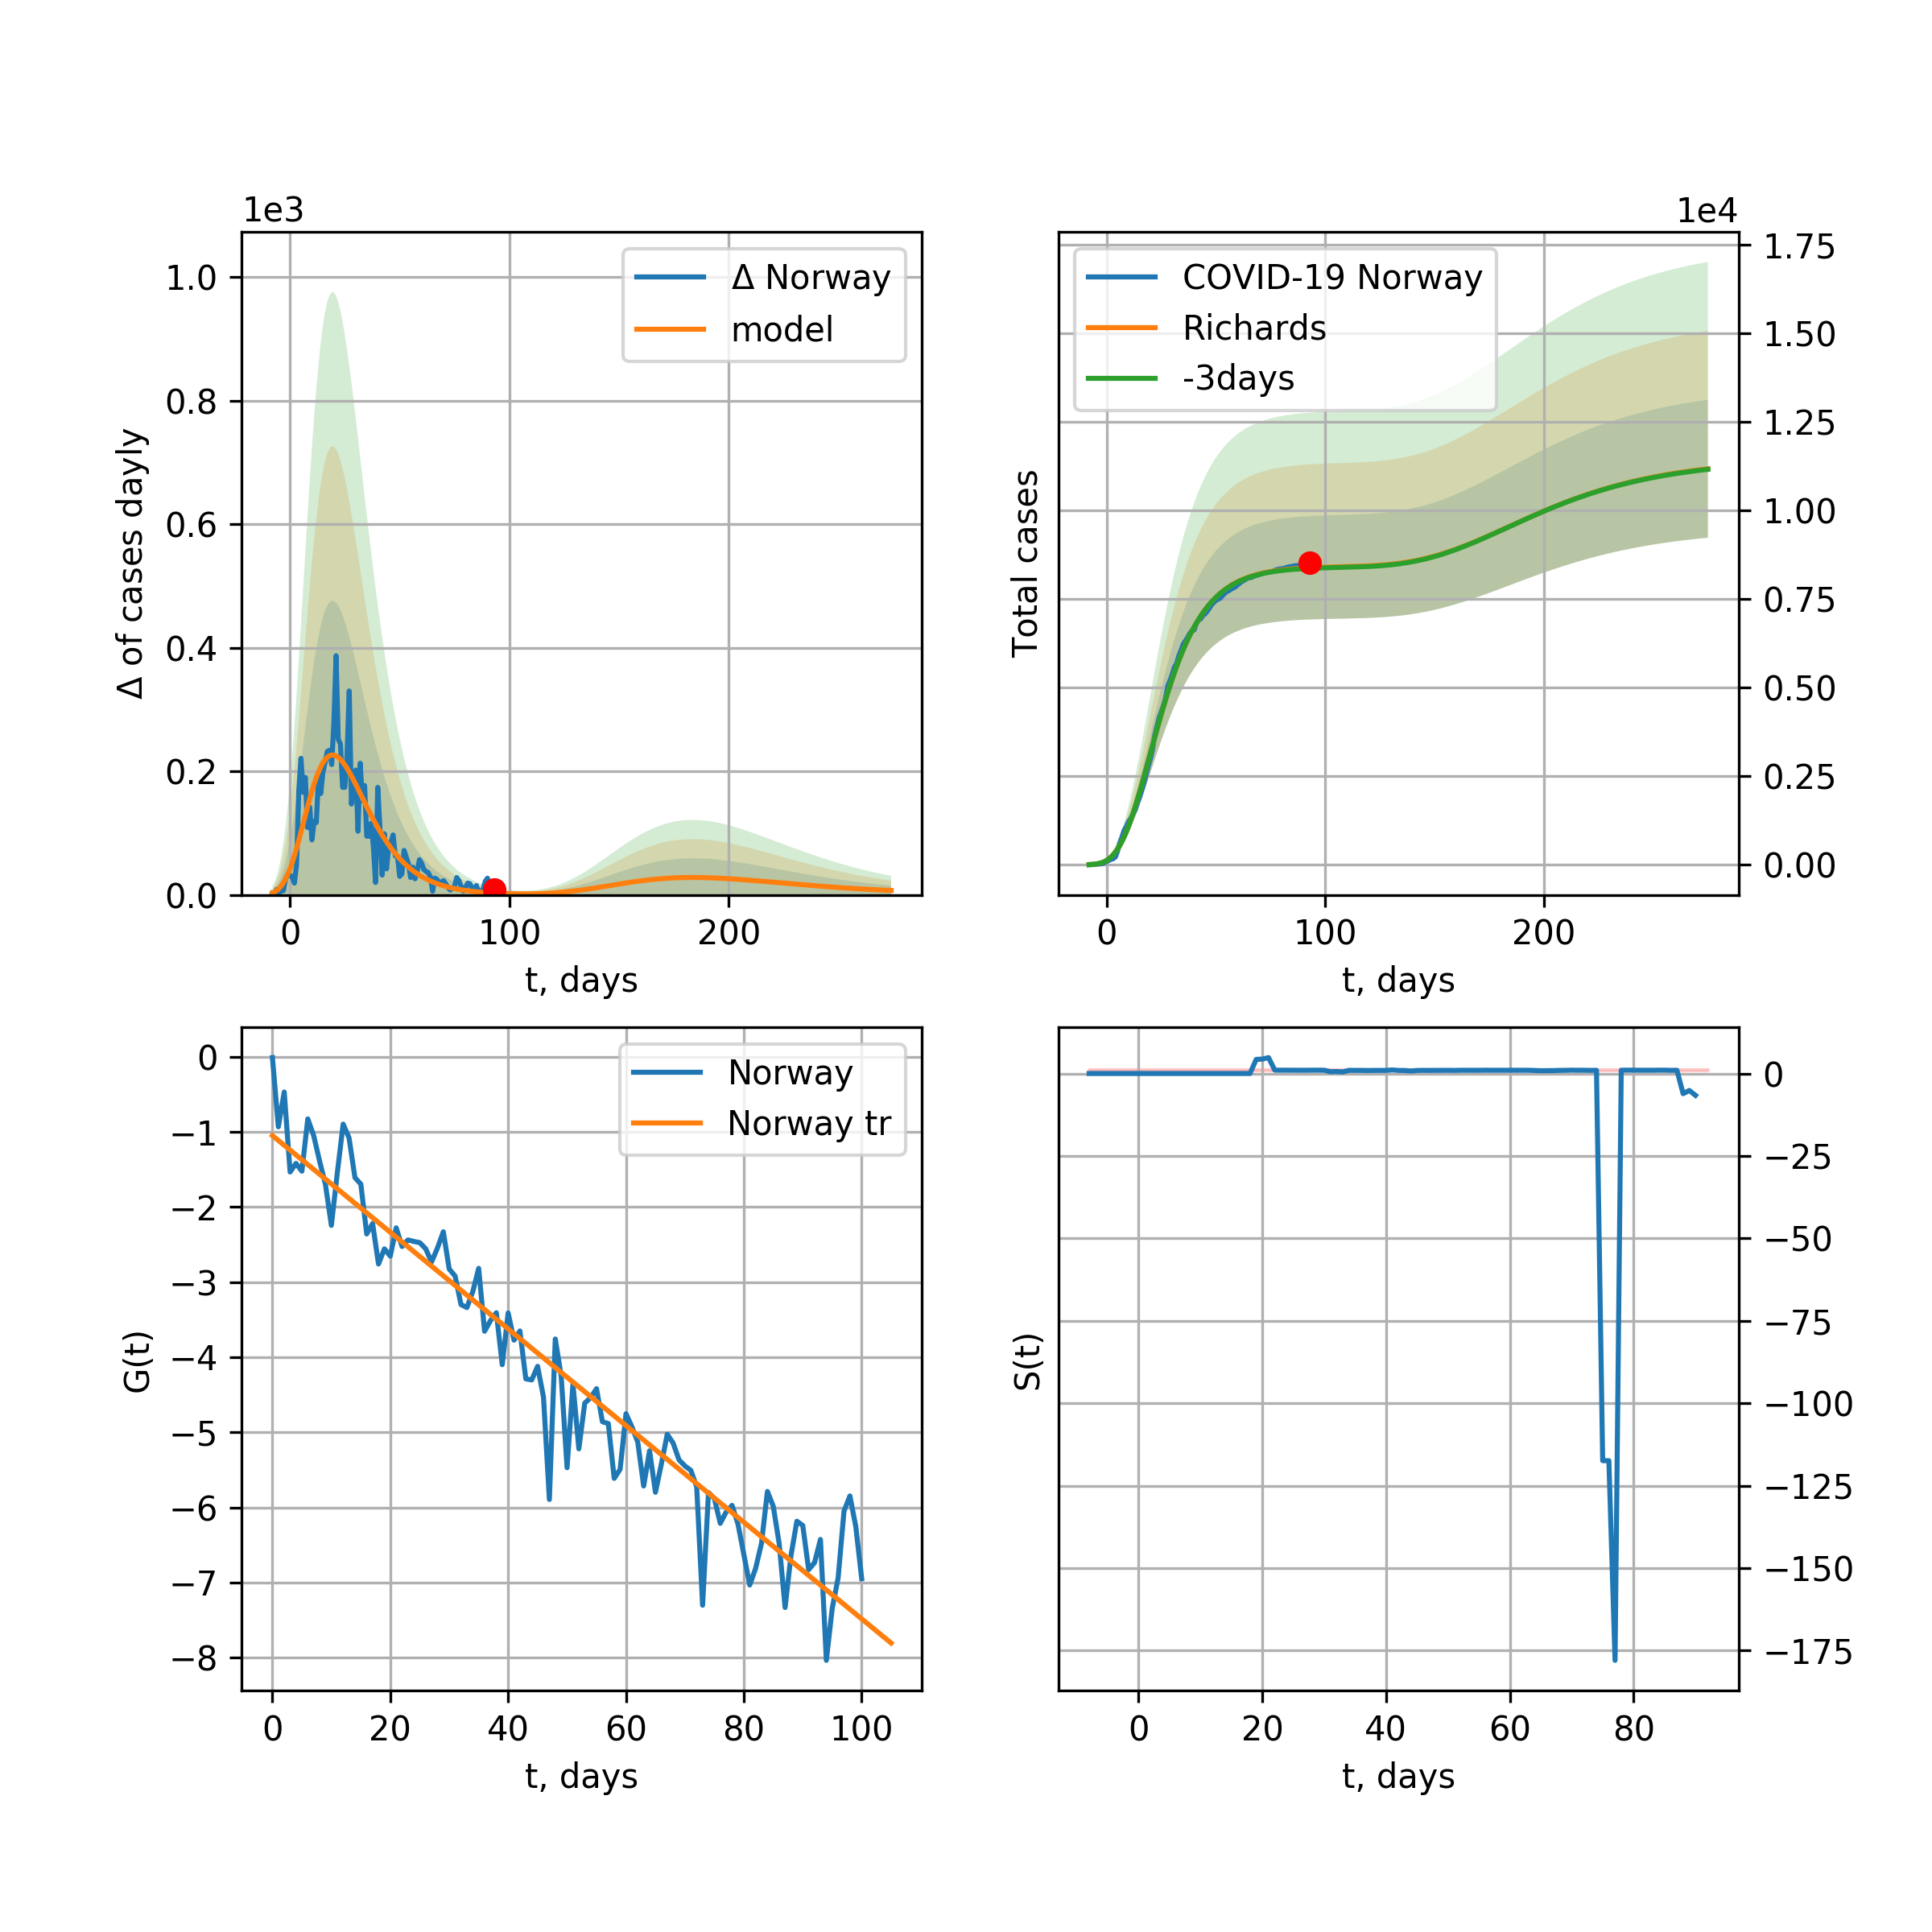 1e3
Δ of cases dayly
1.0
0.8
0.6
0.4
0.2
0.0
0 100 200
t, days
Δ Norway
model
1e4
Total cases
1.75
1.50
1.25
1.00
0.75
0.50
0.25
0.00
0 100 200
t, days
COVID-19 Norway
Richards
-3days
G(t)
0
−1
−2
−3
−4
−5
−6
−7
−8
0 20 40 60 80 100
t, days
Norway
Norway tr
S(t)
0
−25
−50
−75
−100
−125
−150
−175
0 20 40 60 80
t, days